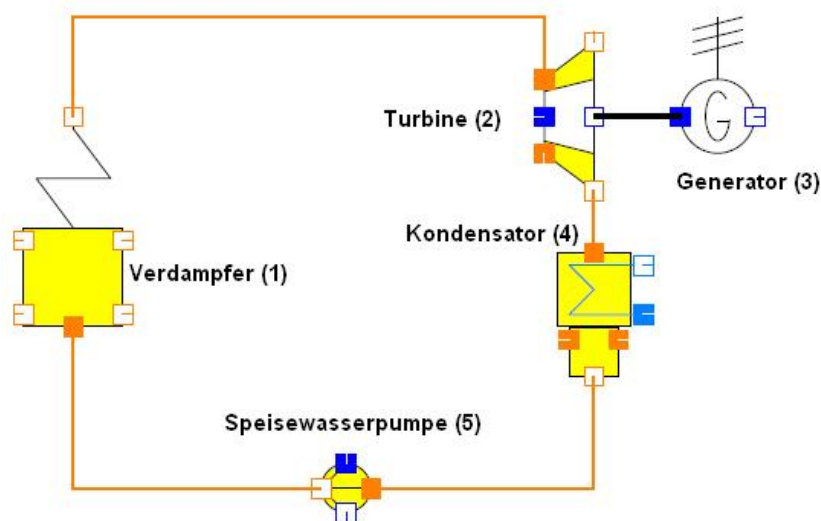 Turbine (2)
G
Generator (3)
Kondensator (4)
Verdampfer (1)
Speisewasserpumpe (5)